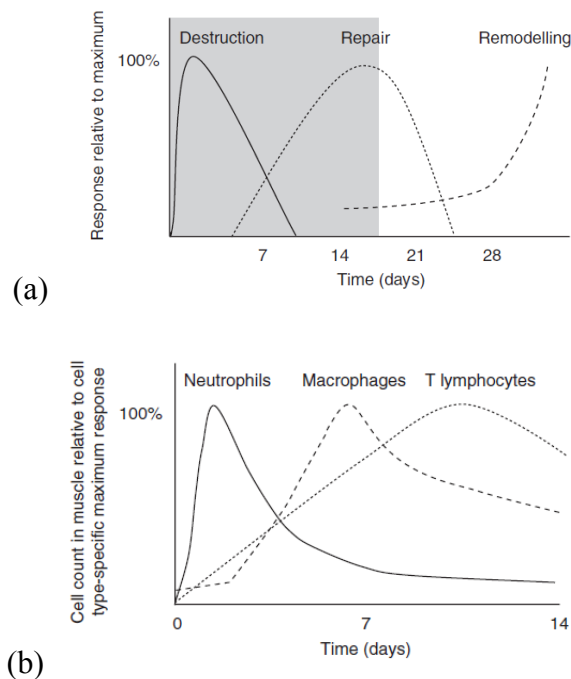 Destruction Repair Remodelling
100%
Response relative to maximum
7 14 21 28
Time (days)
(a)
Neutrophils Macrophages T lymphocytes
100%
Cell count in muscle relative to cell
type-specific maximum response
0 7 14
Time (days)
(b)